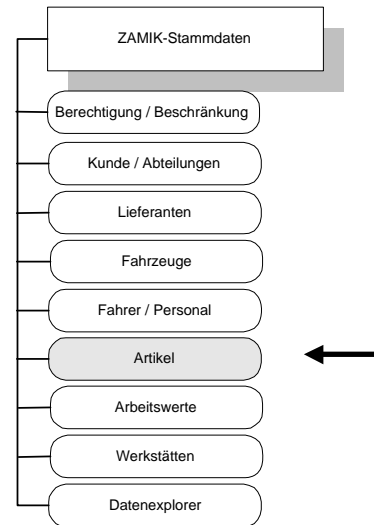 ZAMIK-Stammdaten
Berechtigung / Beschränkung
Kunde / Abteilungen
Lieferanten
Fahrzeuge
Fahrer / Personal
Artikel
Arbeitswerte
Werkstätten
Datenexplorer